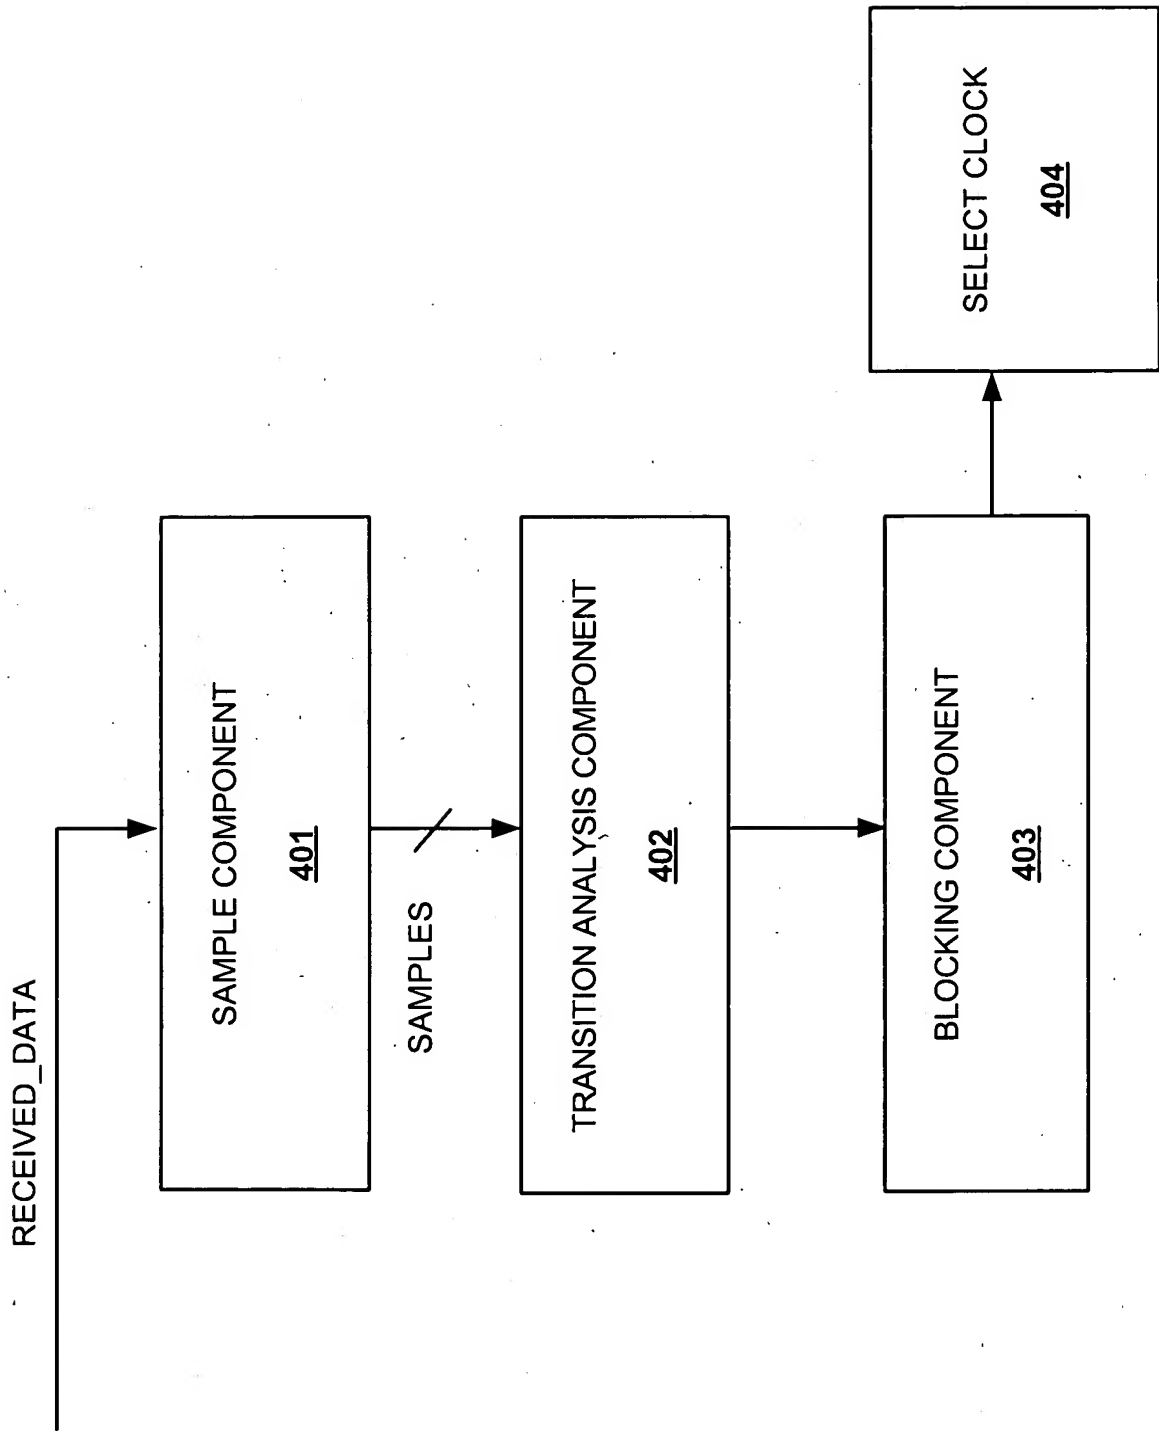 RECEIVED_DATA
SAMPLE COMPONENT
401
SAMPLES
TRANSITION ANALYSIS COMPONENT
402
BLOCKING COMPONENT
403
SELECT CLOCK
404